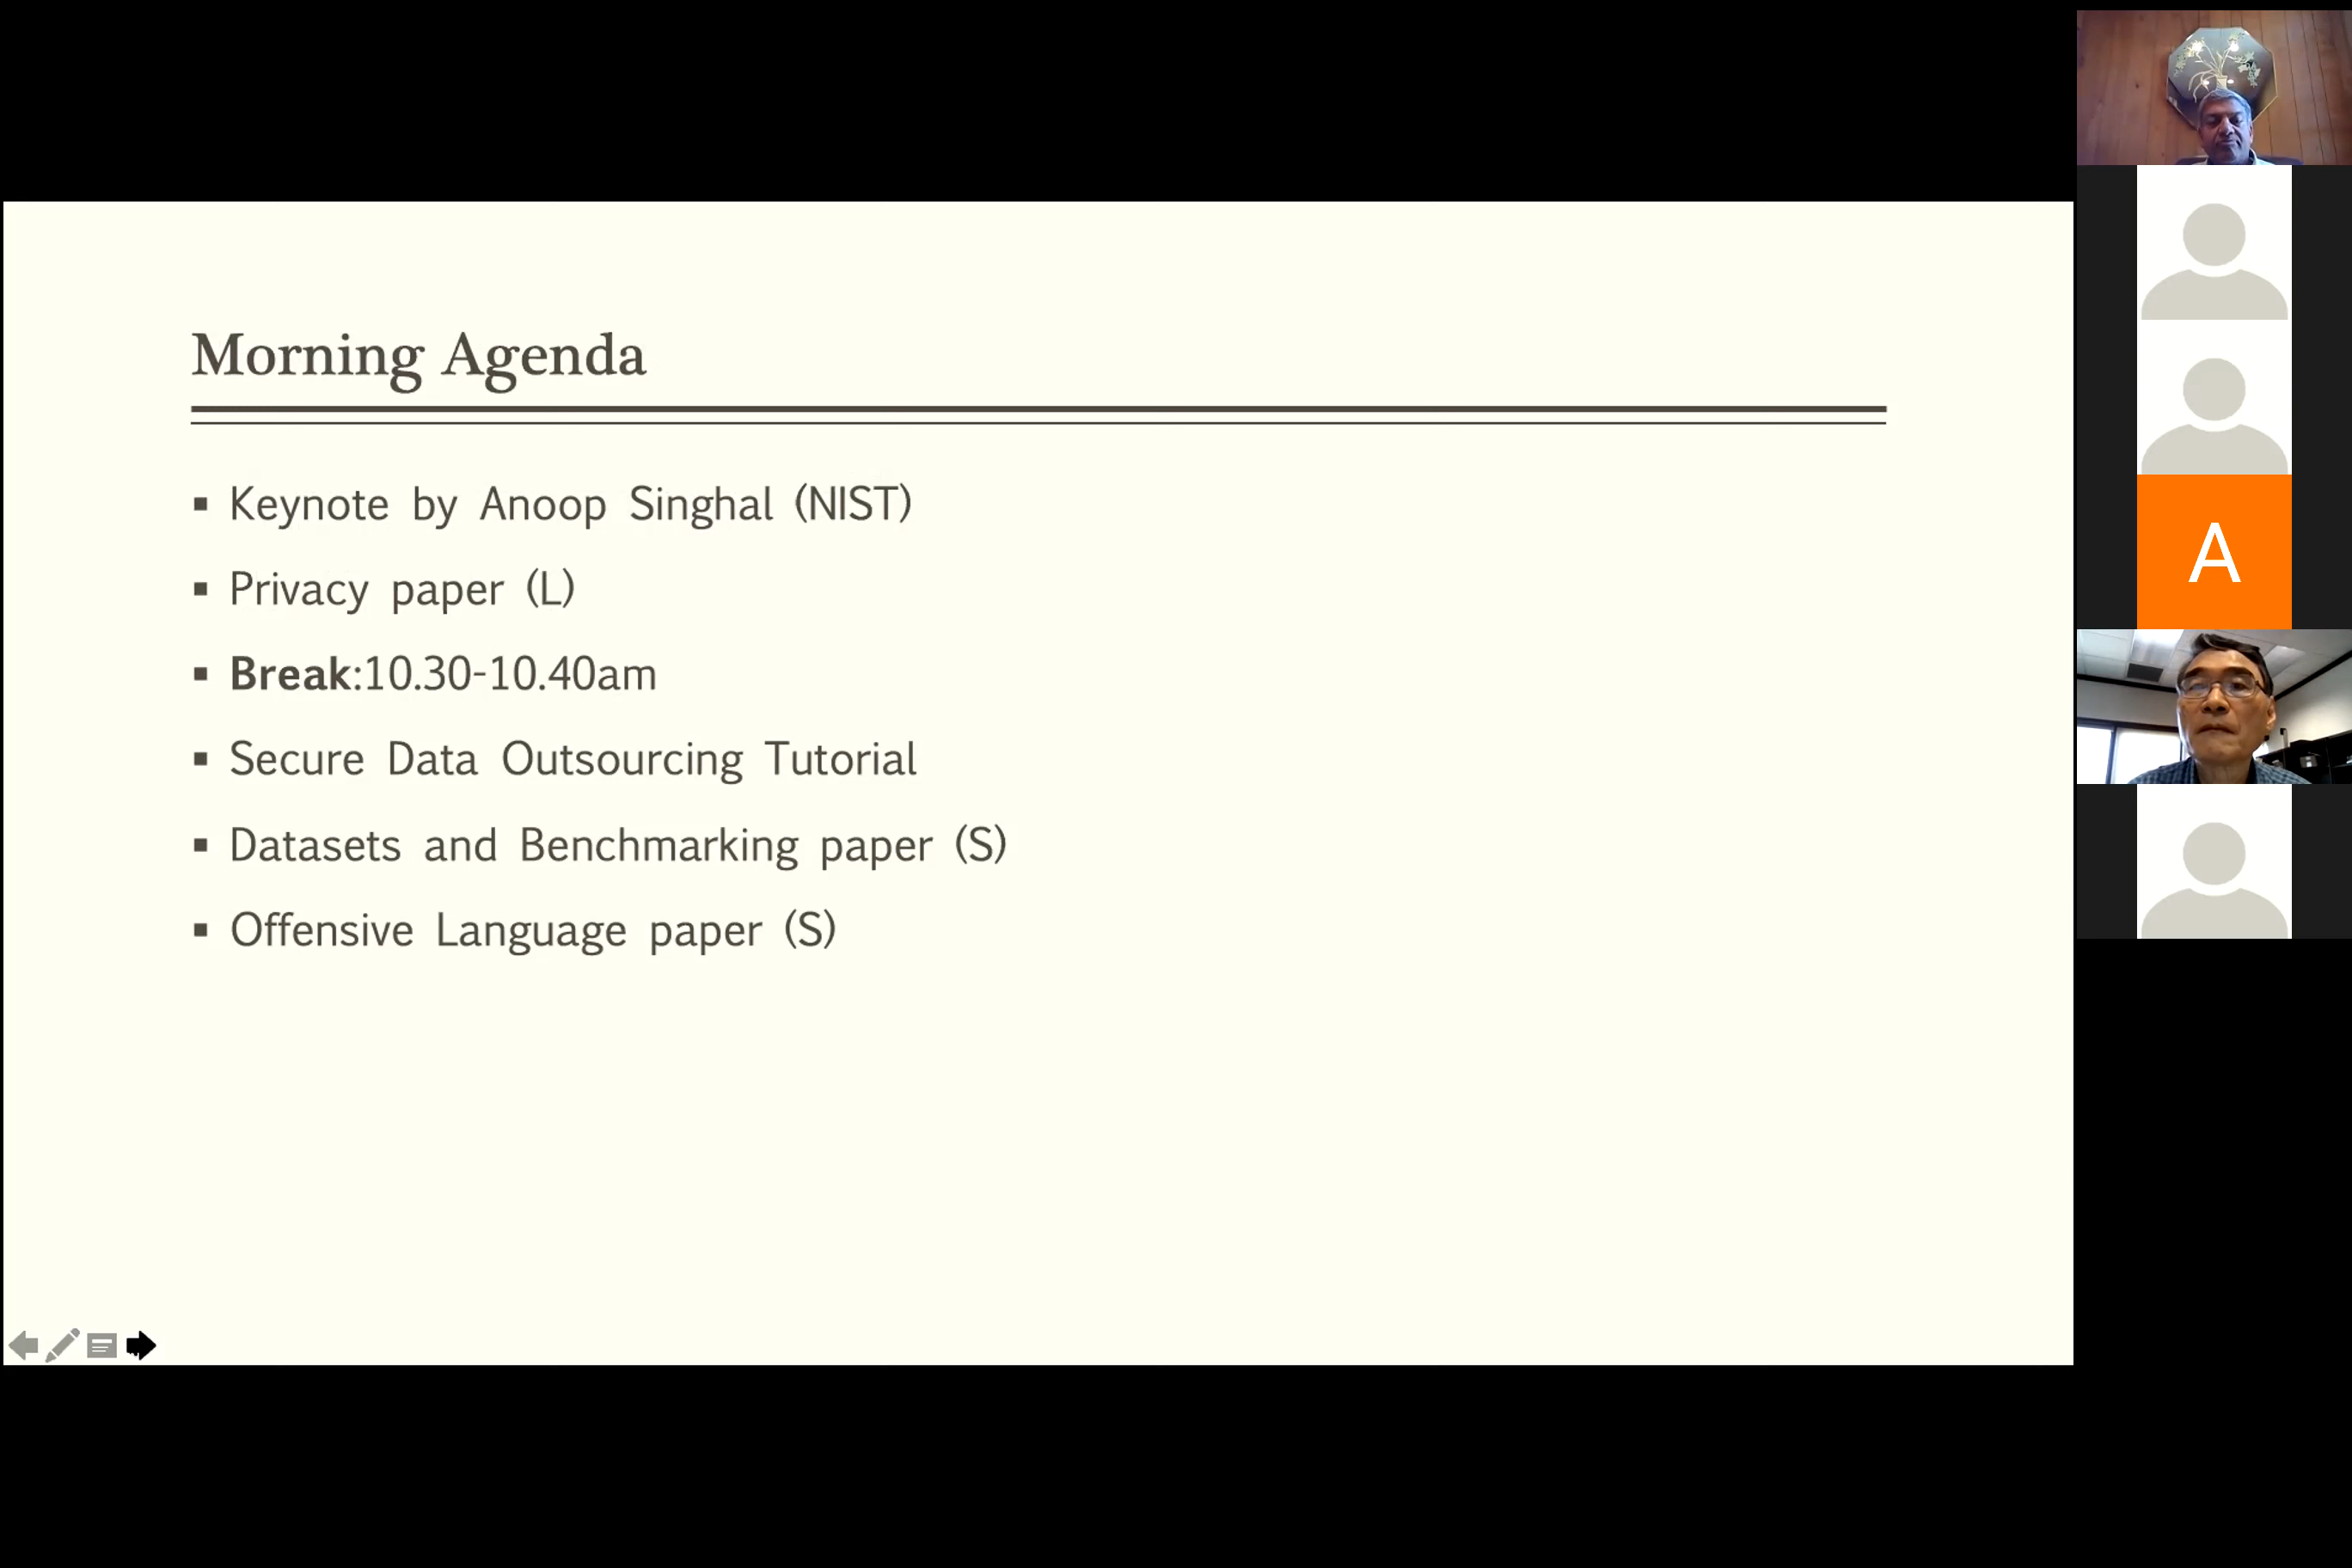 Morning Agenda
▪ Keynote by Anoop Singhal (NIST)
▪ Privacy paper (L)
▪ Break:10.30-10.40am
▪ Secure Data Outsourcing Tutorial
▪ Datasets and Benchmarking paper (S)
▪ Offensive Language paper (S)
A